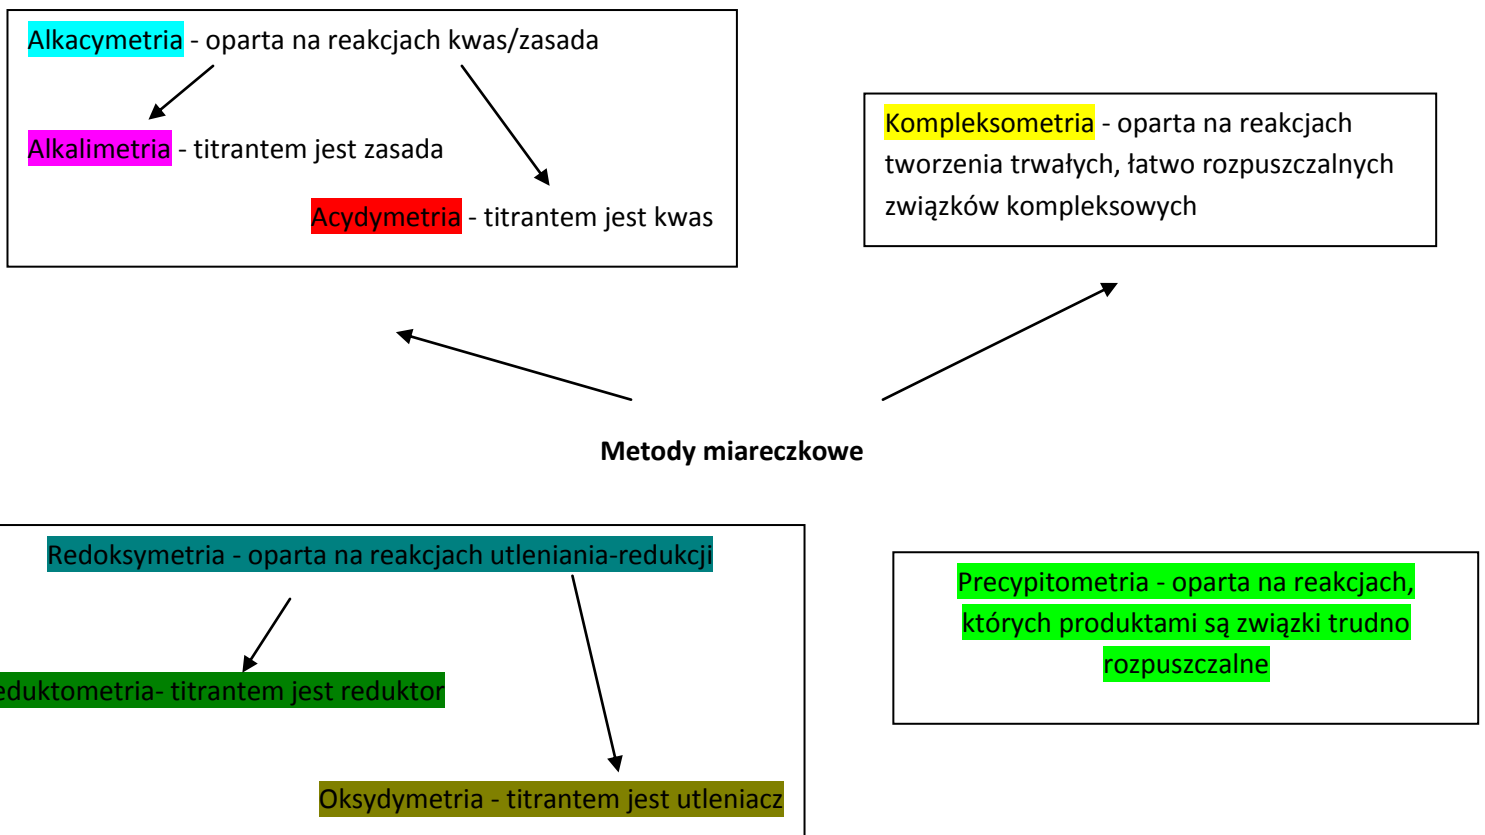 Alkacymetria - oparta na reakcjach kwas/zasada
Alkalimetria - titrantem jest zasada
Acydymetria - titrantem jest kwas
Kompleksometria - oparta na reakcjach
tworzenia trwałych, łatwo rozpuszczalnych
związków kompleksowych
Metody miareczkowe
Redoksymetria - oparta na reakcjach utleniania-redukcji
eduktometria- titrantem jest reduktor
Oksydymetria - titrantem jest utleniacz
Precypitometria - oparta na reakcjach,
których produktami są związki trudno
rozpuszczalne